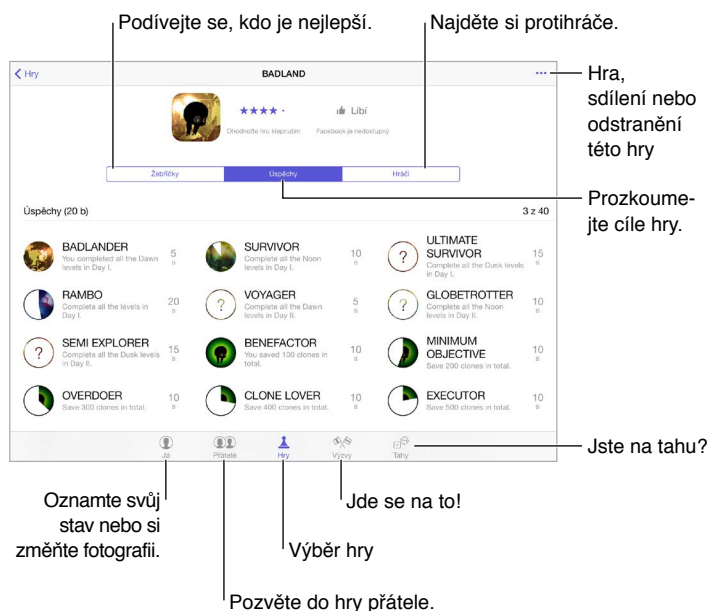 Podívejte se, kdo je nejlepší.
Najděte si protihráče.
Hry
BADLAND
Hra,
sdílení nebo
odstranění
této hry
Líbí
Ohodnoťte hru klepnutím
Facebook je nedostupný
Žebříčky
Úspěchy
Hráči
Prozkoume-
jte cíle hry.
Úspěchy (20 b)
3 z 40
BADLANDER
You completed all the Dawn
levels in Day I.
5
B
SURVIVOR
Complete all the Noon
levels in Day I.
10
B
ULTIMATE
SURVIVOR
Complete all the Dusk levels
in Day I.
15
B
RAMBO
Complete all the levels in
Day I.
20
B
?
VOYAGER
Complete all the Dawn
levels in Day II.
5
B
?
GLOBETROTTER
Complete all the Noon
levels in Day II.
10
B
?
SEMI EXPLORER
Complete all the Dusk levels
in Day II.
15
B
BENEFACTOR
You saved 100 clones in
total.
10
B
MINIMUM
OBJECTIVE
Save 200 clones in total.
10
B
OVERDOER
Save 300 clones in total.
10
B
CLONE LOVER
Save 400 clones in total.
10
B
EXECUTOR
Save 500 clones in total.
10
B
Já
Přátelé
Hry
Výzvy
Tahy
Jste na tahu?
Oznamte svůj
stav nebo si
změňte fotografii.
Jde se na to!
Výběr hry
Pozvěte do hry přátele.